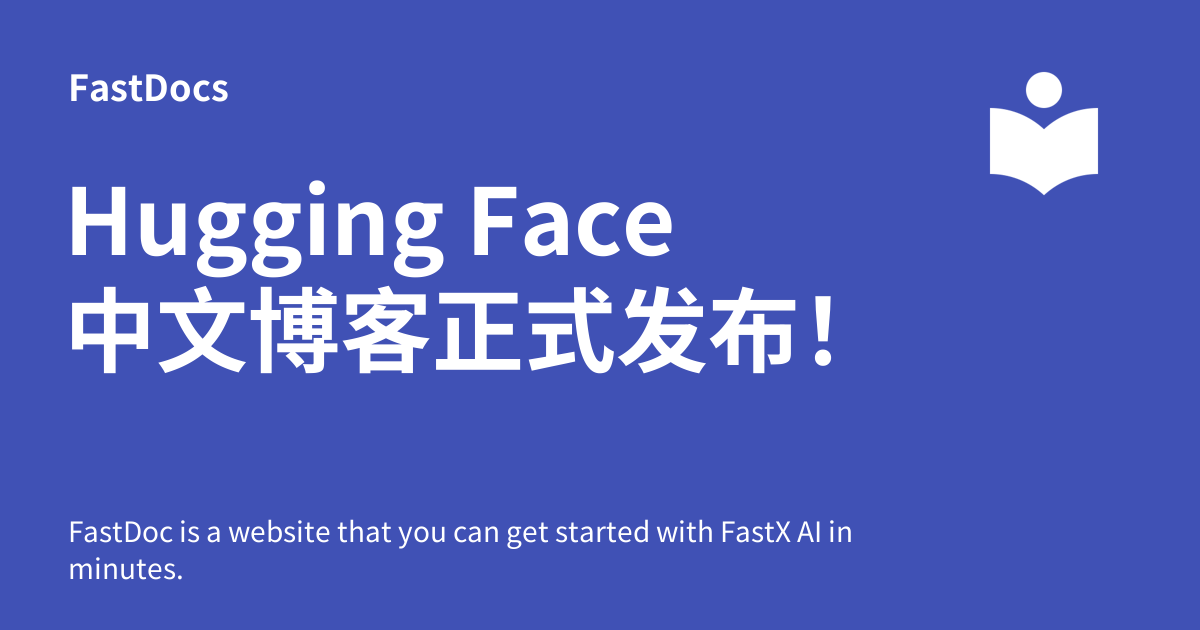 FastDocs
Hugging Face
中文博客正式发布！
FastDoc is a website that you can get started with FastX AI in
minutes.